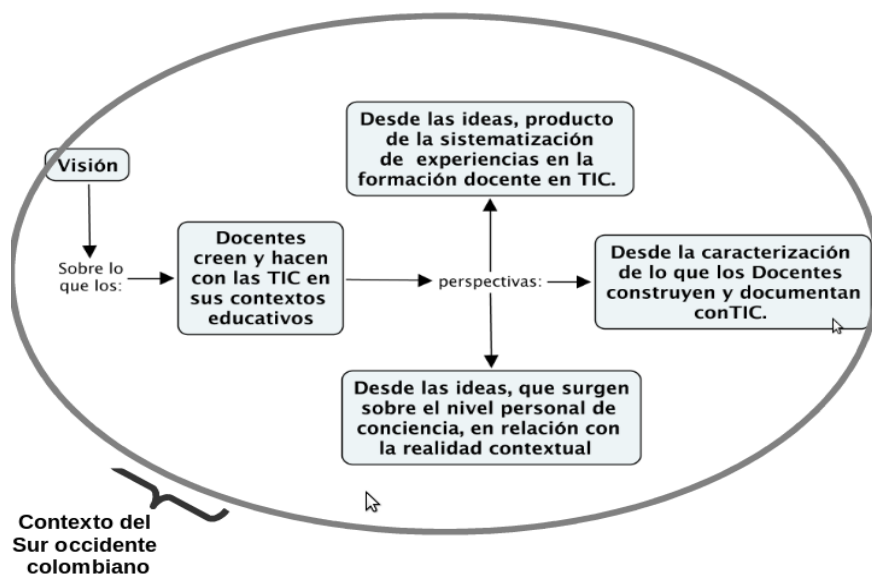 Visión
Sobre lo
que los:
Docentes
creen y hacen
con las TIC en
sus contextos
educativos
perspectivas:
Desde las ideas, producto
de la sistematización
de experiencias en la
formación docente en TIC.
Desde la caracterización
de lo que los Docentes
construyen y documentan
conTIC.
Desde las ideas, que surgen
sobre el nivel personal de
conciencia, en relación con
la realidad contextual
Contexto del
Sur occidente
colombiano